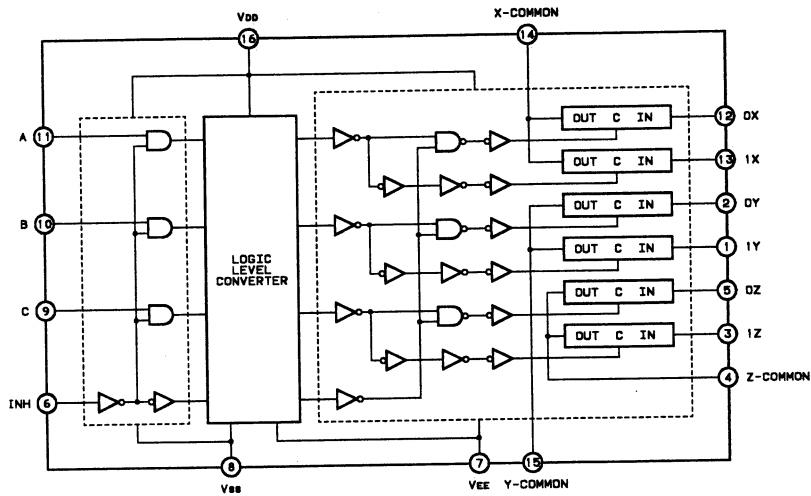 VDD
X-COMMON
16
14
A 11
12 0X
OUT C IN
13 1X
OUT C IN
B 10
2 0Y
OUT C IN
LOGIC
LEVEL
CONVERTER
1 1Y
OUT C IN
C 9
5 0Z
OUT C IN
3 1Z
OUT C IN
4 Z-COMMON
INH 6
8
7
15
VSS
VEE
Y-COMMON